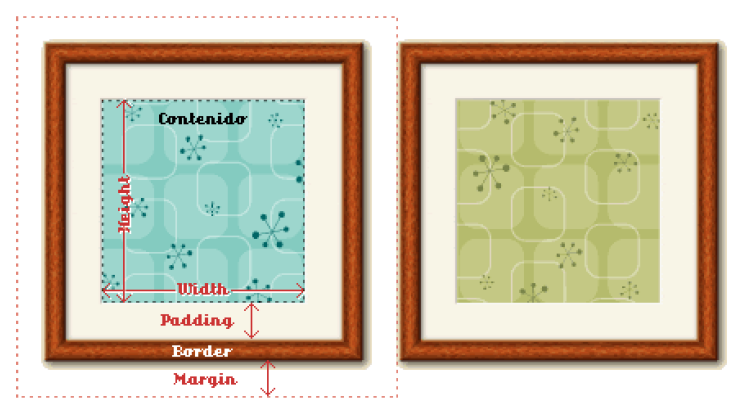 Contenido
Height
Width
Padding
Border
Margin